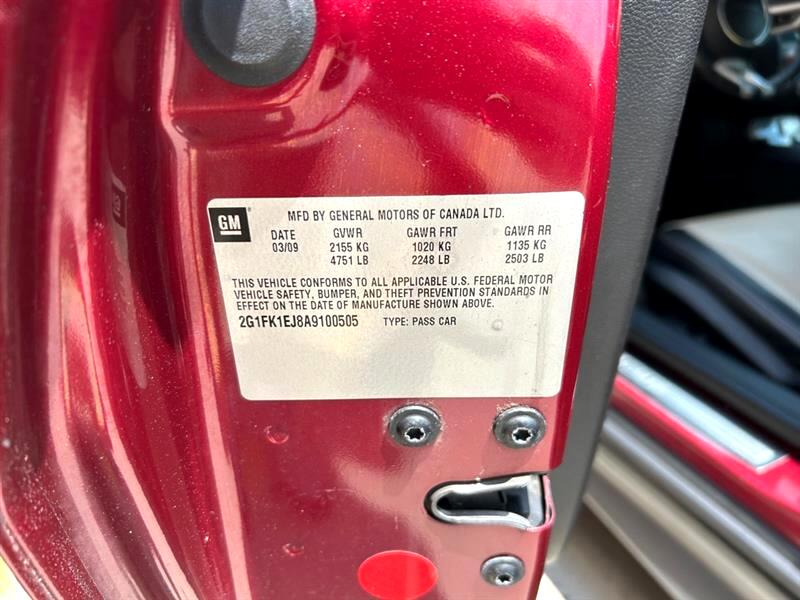 GM
MFD BY GENERAL MOTORS OF CANADA LTD.
DATE GVWR GAWR FRT GAWR RR
03/09 2155 KG 1020 KG 1135 KG
4751 LB 2248 LB 2503 LB
THIS VEHICLE CONFORMS TO ALL APPLICABLE U.S. FEDERAL MOTOR
VEHICLE SAFETY, BUMPER, AND THEFT PREVENTION STANDARDS IN
EFFECT ON THE DATE OF MANUFACTURE SHOWN ABOVE.
2G1FK1EJ8A9100505 TYPE: PASS CAR